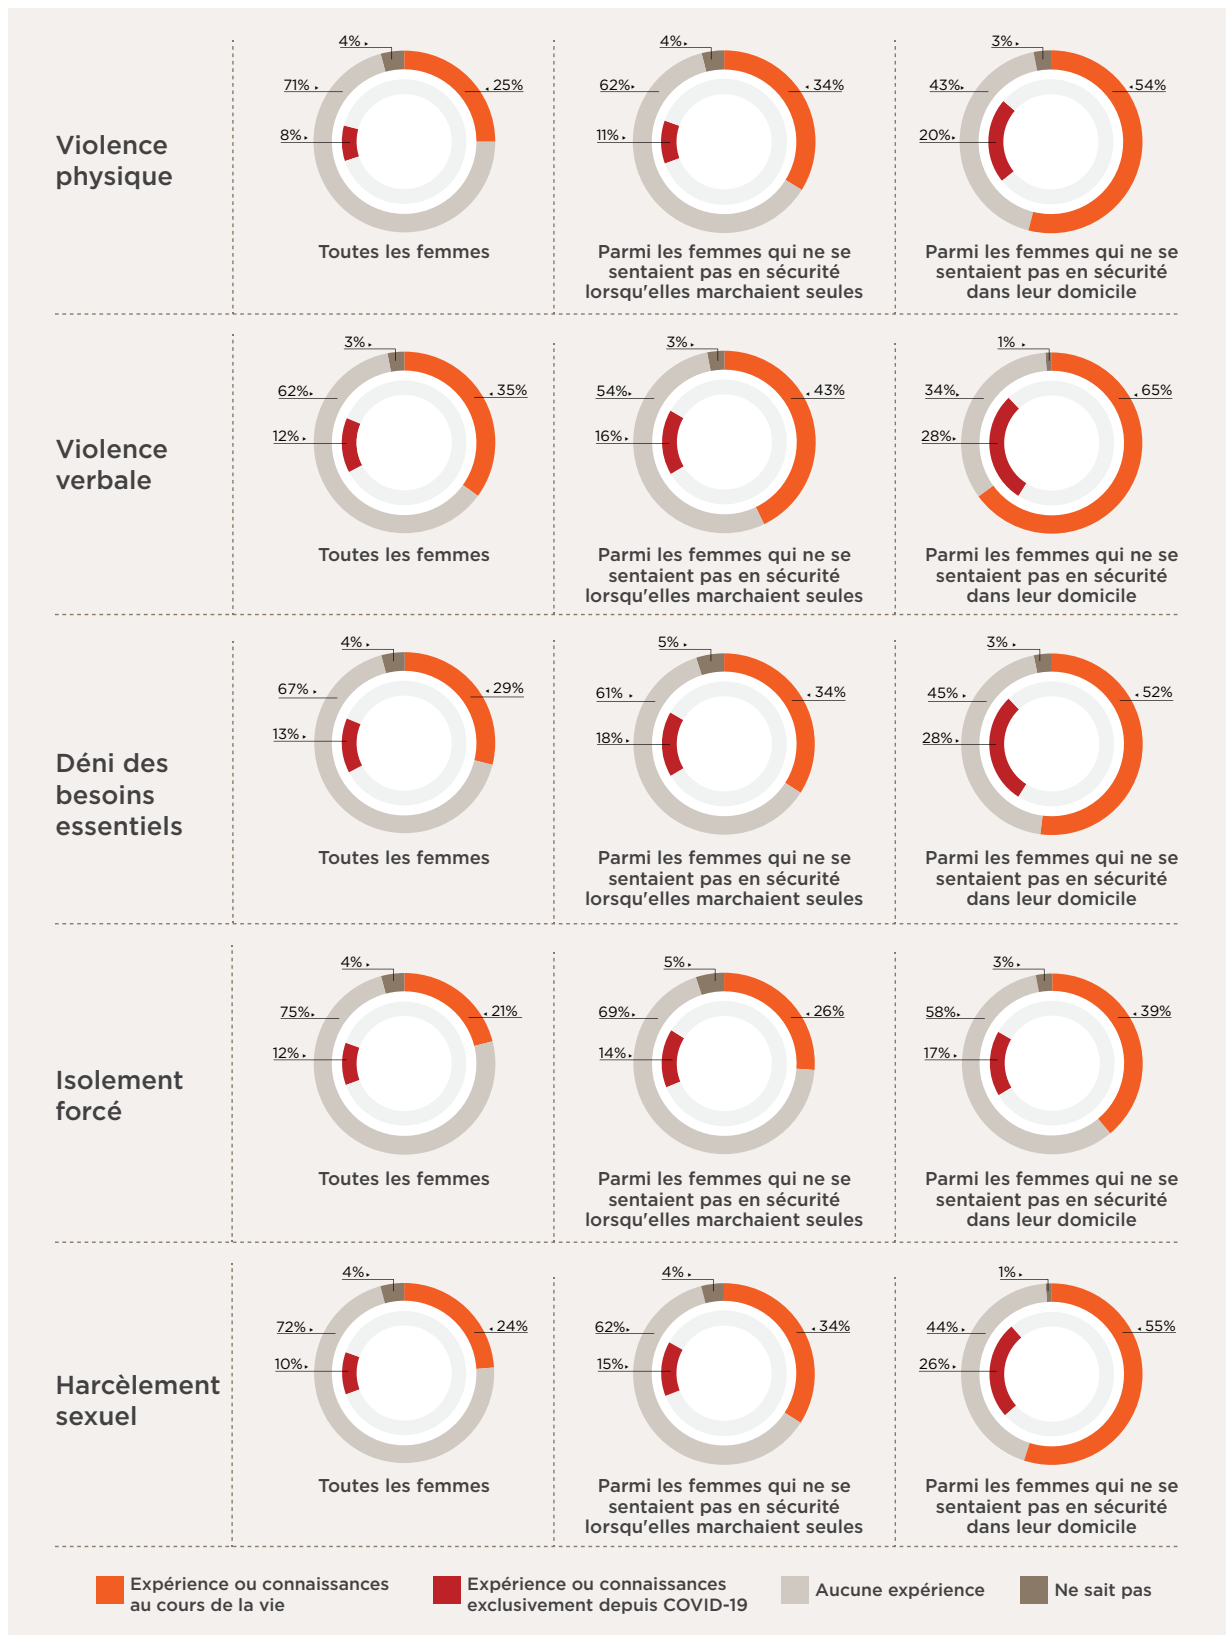 Violence
physique
4%
71%
25%
8%
Toutes les femmes
4%
62%
34%
11%
Parmi les femmes qui ne se
sentaient pas en sécurité
lorsqu'elles marchaient seules
3%
43%
54%
20%
Parmi les femmes qui ne se
sentaient pas en sécurité
dans leur domicile
Violence
verbale
3%
62%
35%
12%
Toutes les femmes
3%
54%
43%
16%
Parmi les femmes qui ne se
sentaient pas en sécurité
lorsqu'elles marchaient seules
1%
34%
65%
28%
Parmi les femmes qui ne se
sentaient pas en sécurité
dans leur domicile
Déni des
besoins
essentiels
4%
67%
29%
13%
Toutes les femmes
5%
61%
34%
18%
Parmi les femmes qui ne se
sentaient pas en sécurité
lorsqu'elles marchaient seules
3%
45%
52%
28%
Parmi les femmes qui ne se
sentaient pas en sécurité
dans leur domicile
Isolement
forcé
4%
75%
21%
12%
Toutes les femmes
5%
69%
26%
14%
Parmi les femmes qui ne se
sentaient pas en sécurité
lorsqu'elles marchaient seules
3%
58%
39%
17%
Parmi les femmes qui ne se
sentaient pas en sécurité
dans leur domicile
Harcèlement
sexuel
4%
72%
24%
10%
Toutes les femmes
4%
62%
34%
15%
Parmi les femmes qui ne se
sentaient pas en sécurité
lorsqu'elles marchaient seules
1%
44%
55%
26%
Parmi les femmes qui ne se
sentaient pas en sécurité
dans leur domicile
Expérience ou connaissances
au cours de la vie
Expérience ou connaissances
exclusivement depuis COVID-19
Aucune expérience
Ne sait pas